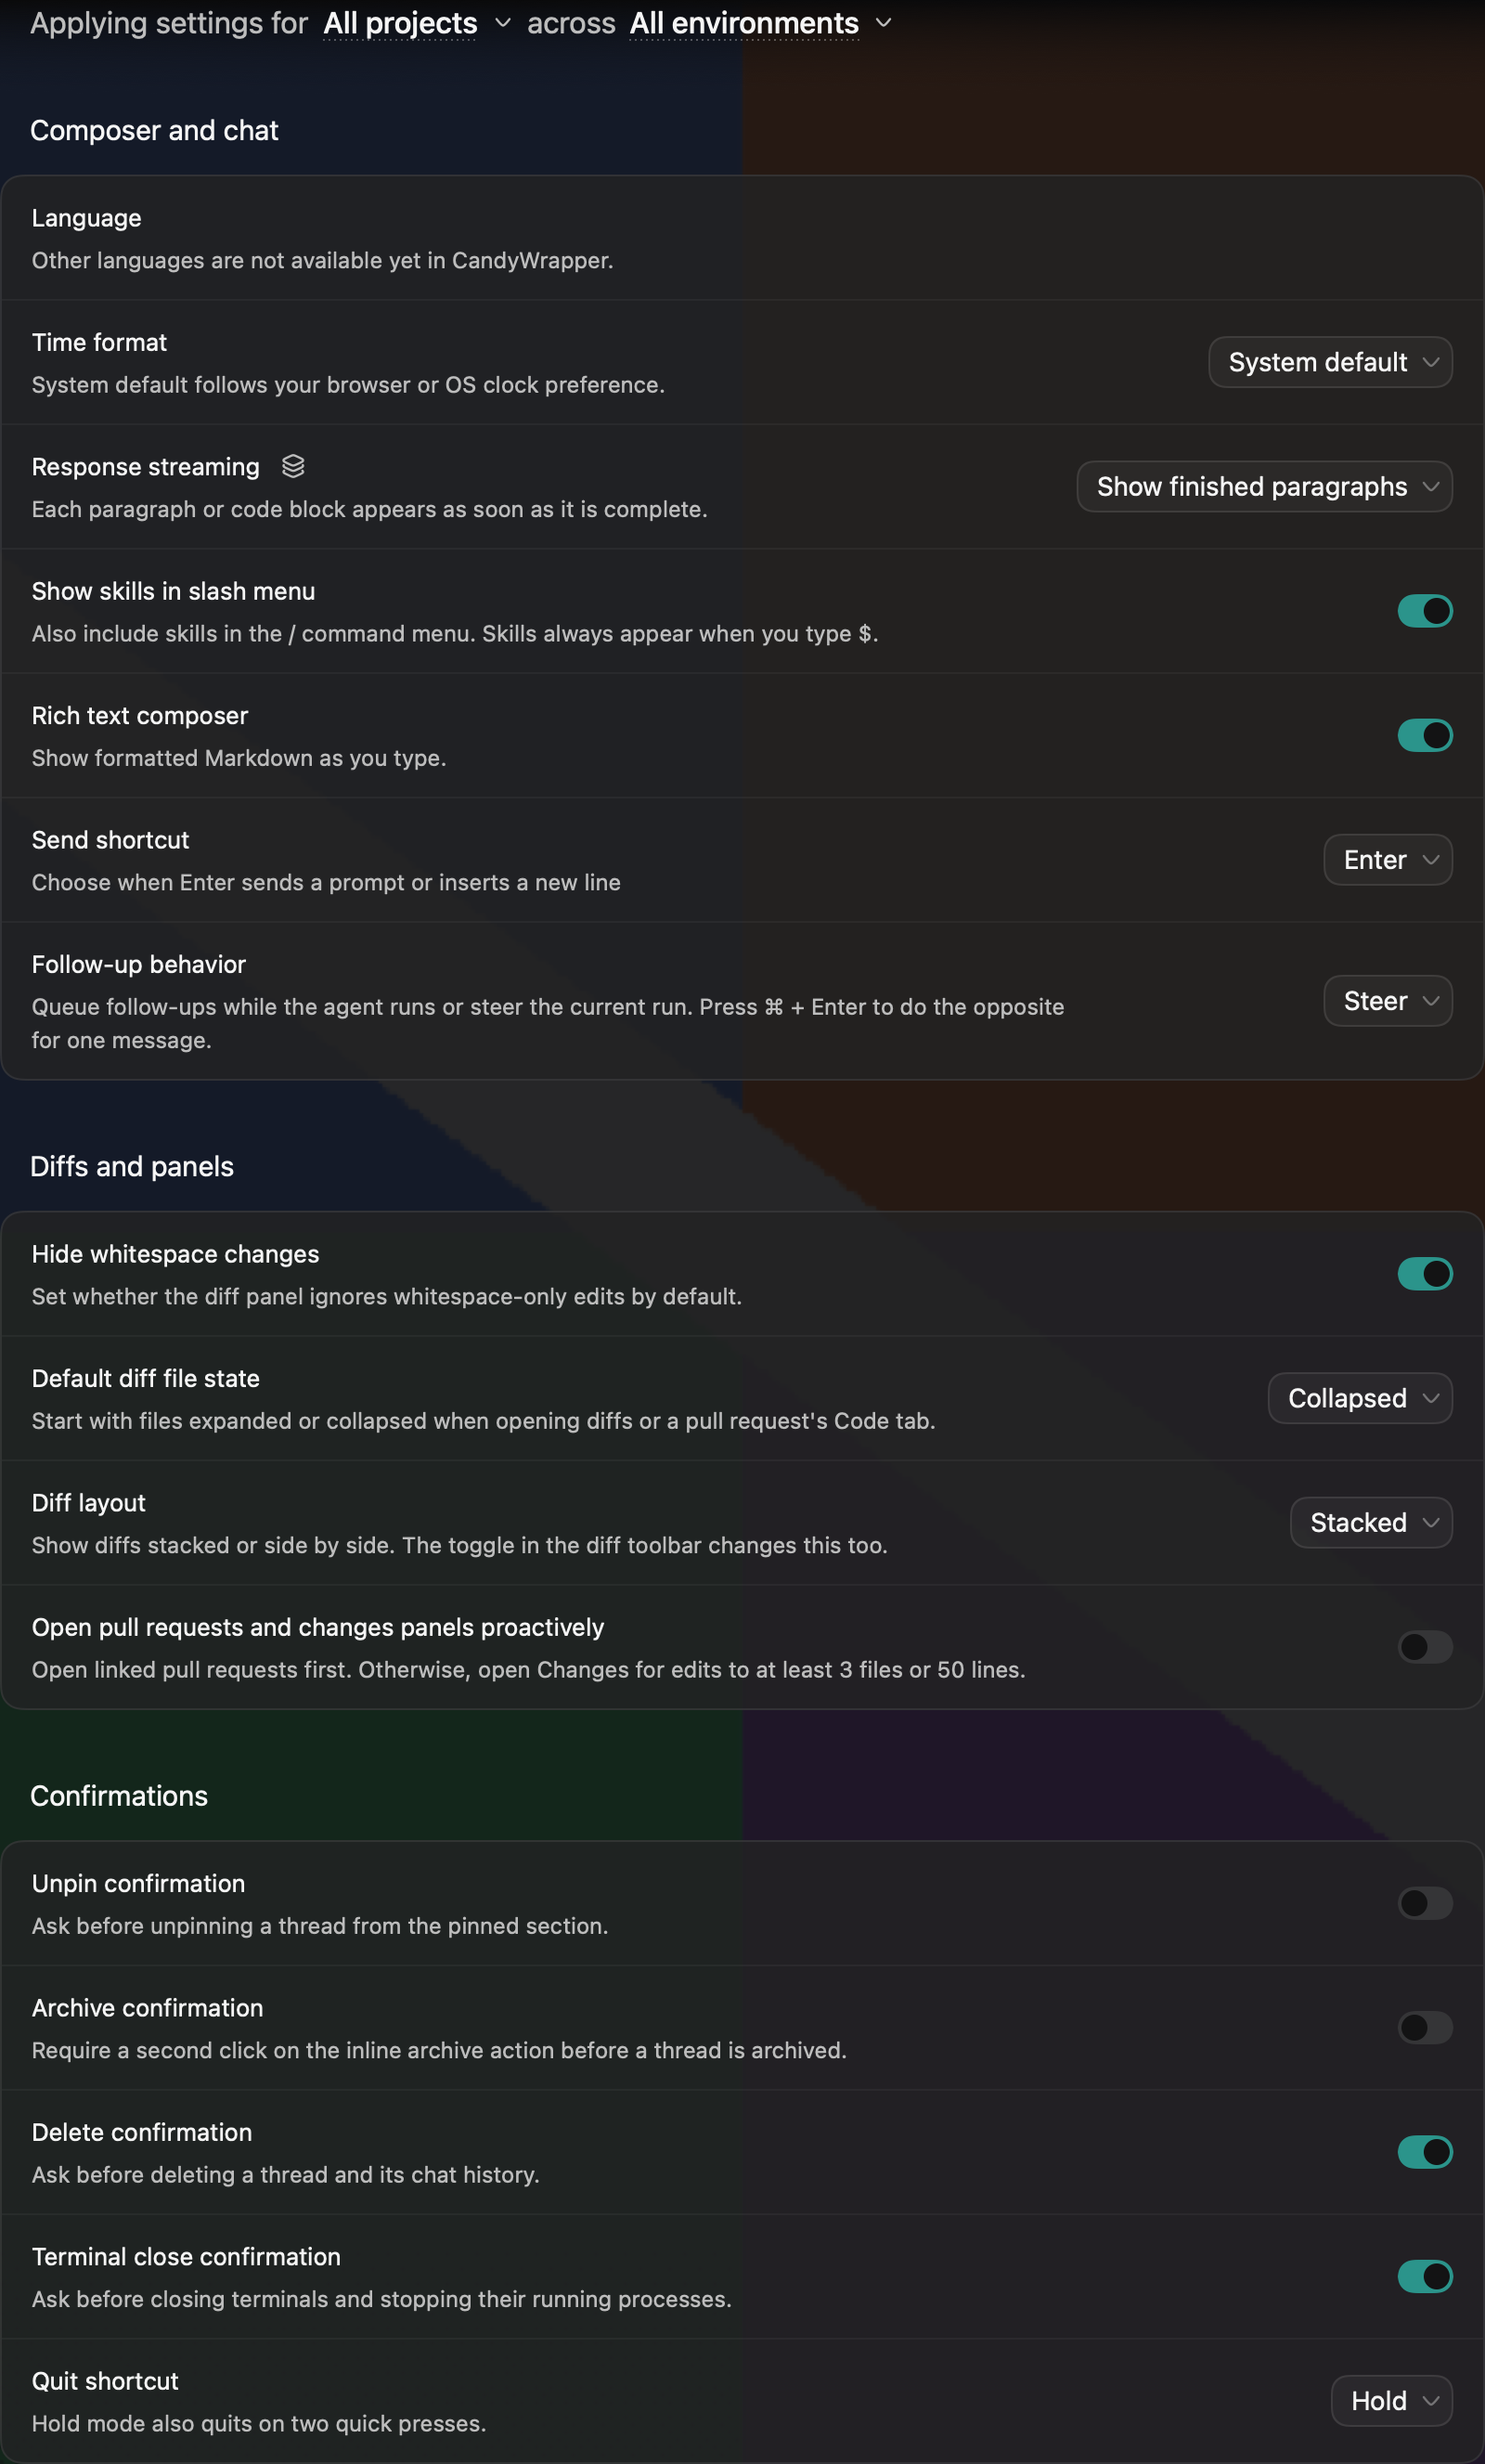 Applying settings for All projects across All environments
Composer and chat
Language
Other languages are not available yet in CandyWrapper.
Time format
System default follows your browser or OS clock preference.
System default
Response streaming
Each paragraph or code block appears as soon as it is complete.
Show finished paragraphs
Show skills in slash menu
Also include skills in the / command menu. Skills always appear when you type $.
Rich text composer
Show formatted Markdown as you type.
Send shortcut
Choose when Enter sends a prompt or inserts a new line
Enter
Follow-up behavior
Queue follow-ups while the agent runs or steer the current run. Press ⌘ + Enter to do the opposite
for one message.
Steer
Diffs and panels
Hide whitespace changes
Set whether the diff panel ignores whitespace-only edits by default.
Default diff file state
Start with files expanded or collapsed when opening diffs or a pull request's Code tab.
Collapsed
Diff layout
Show diffs stacked or side by side. The toggle in the diff toolbar changes this too.
Stacked
Open pull requests and changes panels proactively
Open linked pull requests first. Otherwise, open Changes for edits to at least 3 files or 50 lines.
Confirmations
Unpin confirmation
Ask before unpinning a thread from the pinned section.
Archive confirmation
Require a second click on the inline archive action before a thread is archived.
Delete confirmation
Ask before deleting a thread and its chat history.
Terminal close confirmation
Ask before closing terminals and stopping their running processes.
Quit shortcut
Hold mode also quits on two quick presses.
Hold